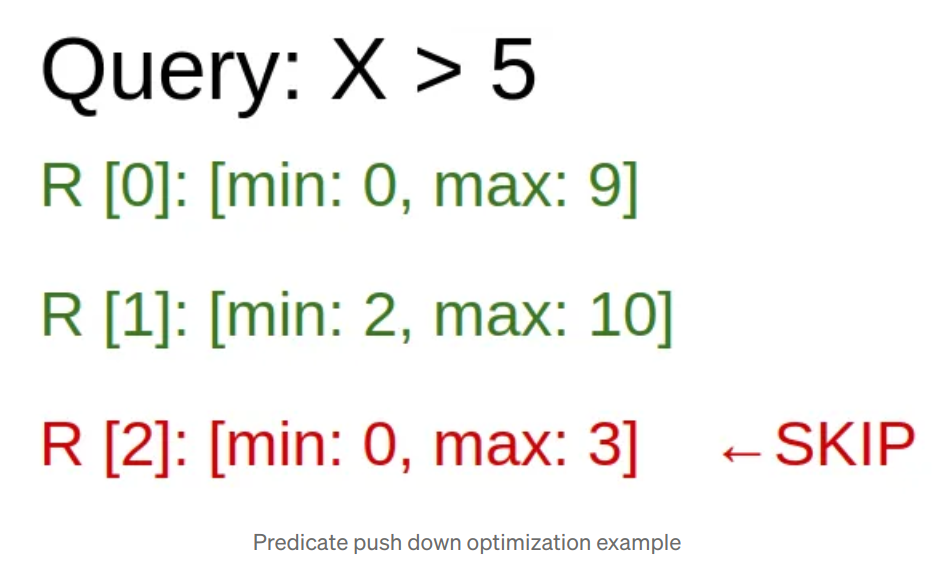 Query: X > 5
R [0]: [min: 0, max: 9]
R [1]: [min: 2, max: 10]
R [2]: [min: 0, max: 3] ←SKIP
Predicate push down optimization example